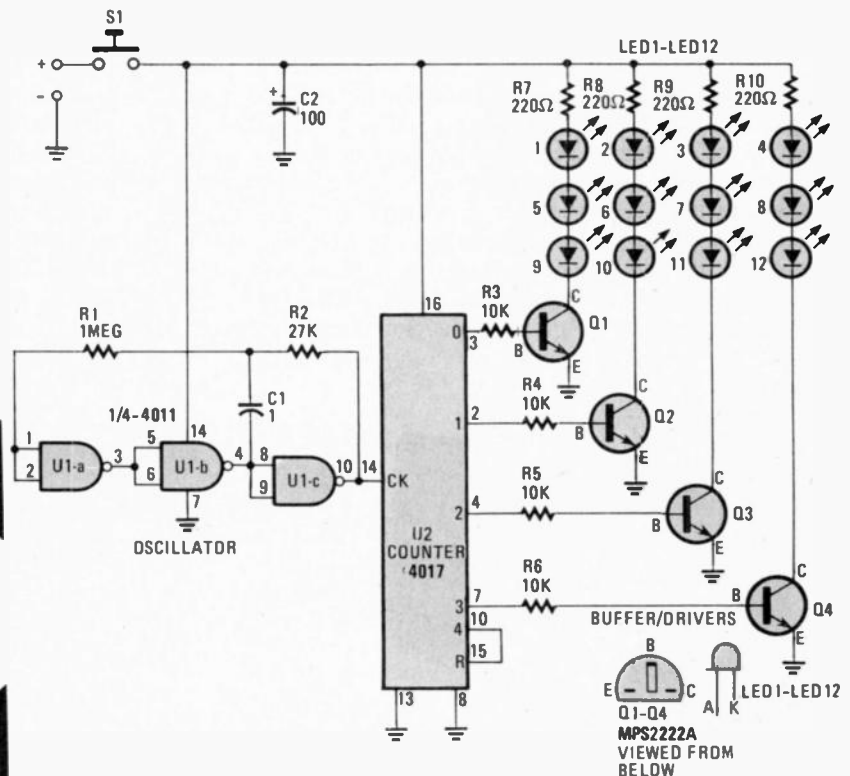 S1
LED1-LED12
+
-
+
C2
100
R7
220Ω
R8
220Ω
R9
220Ω
R10
220Ω
1
2
3
4
5
6
7
8
9
10
11
12
R1
1MEG
R2
27K
C1
1
1/4-4011
1
2
U1-a
3
5
6
14
U1-b
4
7
8
9
U1-c
10
14
OSCILLATOR
16
CK
U2
COUNTER
4017
0
3
R3
10K
B
C
E
Q1
1
2
R4
10K
B
C
E
Q2
2
4
R5
10K
B
C
E
Q3
3
7
R6
10K
B
C
E
Q4
4
10
R
15
13
8
BUFFER/DRIVERS
B
E
C
Q1-Q4
MPS2222A
VIEWED FROM
BELOW
A
K
LED1-LED12